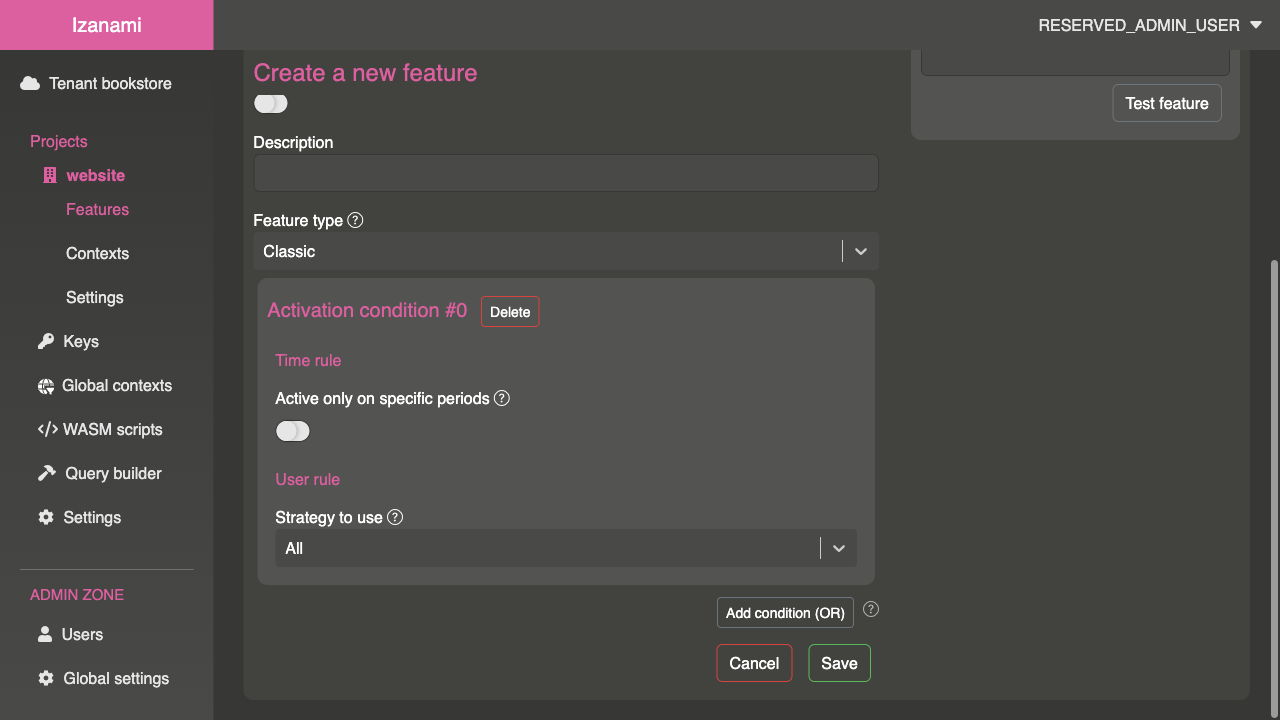 Izanami
RESERVED_ADMIN_USER
Tenant bookstore
Projects
website
Features
Contexts
Settings
Keys
Global contexts
WASM scripts
Query builder
Settings
ADMIN ZONE
Users
Global settings
Create a new feature
Description
Feature type
Classic
Activation condition #0 Delete
Time rule
Active only on specific periods
User rule
Strategy to use
All
Add condition (OR)
Cancel Save
Test feature